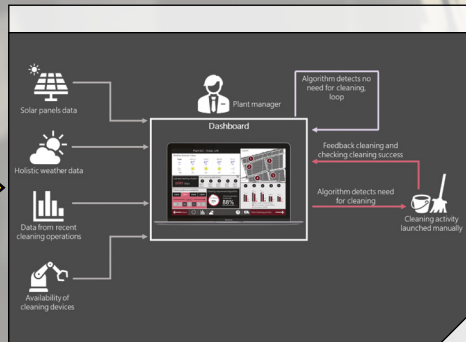 Plant manager
Algorithm detects no
need for cleaning,
loop
Solar panels data
Dashboard
Feedback cleaning and
checking cleaning success
Holistic weather data
88%
Algorithm detects need
for cleaning
Cleaning activity
launched manually
Data from recent
cleaning operations
Availability of
cleaning devices